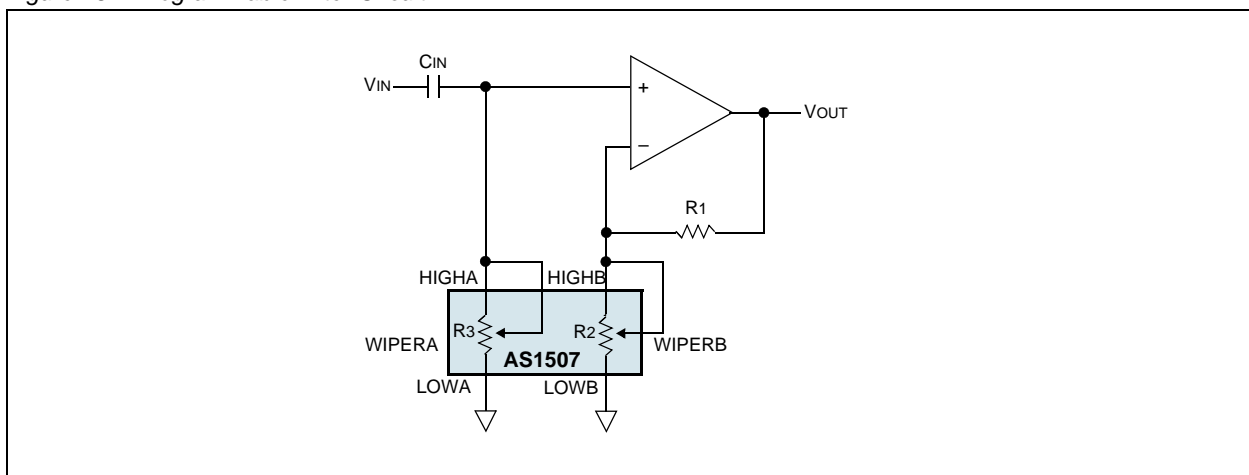 CIN
VIN
+
VOUT
−
R1
HIGHA
HIGHB
R3
R2
WIPERA
WIPERB
AS1507
LOWA
LOWB